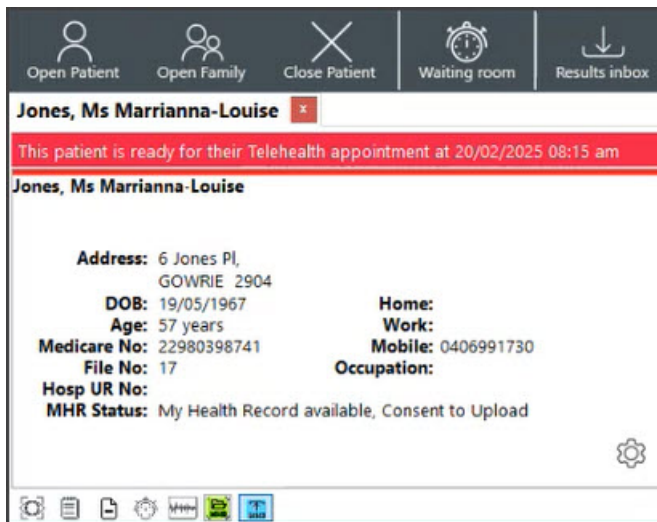 Open Patient Open Family Close Patient Waiting room Results inbox
Jones, Ms Marrianna-Louise x
This patient is ready for their Telehealth appointment at 20/02/2025 08:15 am
Jones, Ms Marrianna-Louise
Address: 6 Jones Pl,
GOWRIE 2904
DOB: 19/05/1967 Home:
Age: 57 years Work:
Medicare No: 22980398741 Mobile: 0406991730
File No: 17 Occupation:
Hosp UR No:
MHR Status: My Health Record available, Consent to Upload